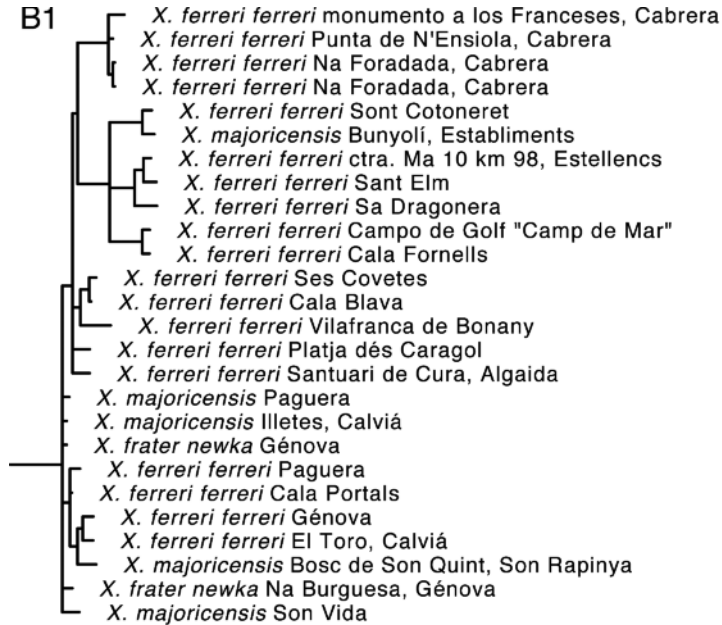 B1
X. ferreri ferreri monumento a los Franceses, Cabrera
X. ferreri ferreri Punta de N'Ensiola, Cabrera
X. ferreri ferreri Na Foradada, Cabrera
X. ferreri ferreri Na Foradada, Cabrera
X. ferreri ferreri Sont Cotoneret
X. majoricensis Bunyolí, Establiments
X. ferreri ferreri ctra. Ma 10 km 98, Estellencs
X. ferreri ferreri Sant Elm
X. ferreri ferreri Sa Dragonera
X. ferreri ferreri Campo de Golf "Camp de Mar"
X. ferreri ferreri Cala Fornells
X. ferreri ferreri Ses Covetes
X. ferreri ferreri Cala Blava
X. ferreri ferreri Vilafranca de Bonany
X. ferreri ferreri Platja dés Caragol
X. ferreri ferreri Santuari de Cura, Algaida
X. majoricensis Paguera
X. majoricensis Illetes, Calviá
X. frater newka Génova
X. ferreri ferreri Paguera
X. ferreri ferreri Cala Portals
X. ferreri ferreri Génova
X. ferreri ferreri El Toro, Calviá
X. majoricensis Bosc de Son Quint, Son Rapinya
X. frater newka Na Burguesa, Génova
X. majoricensis Son Vida